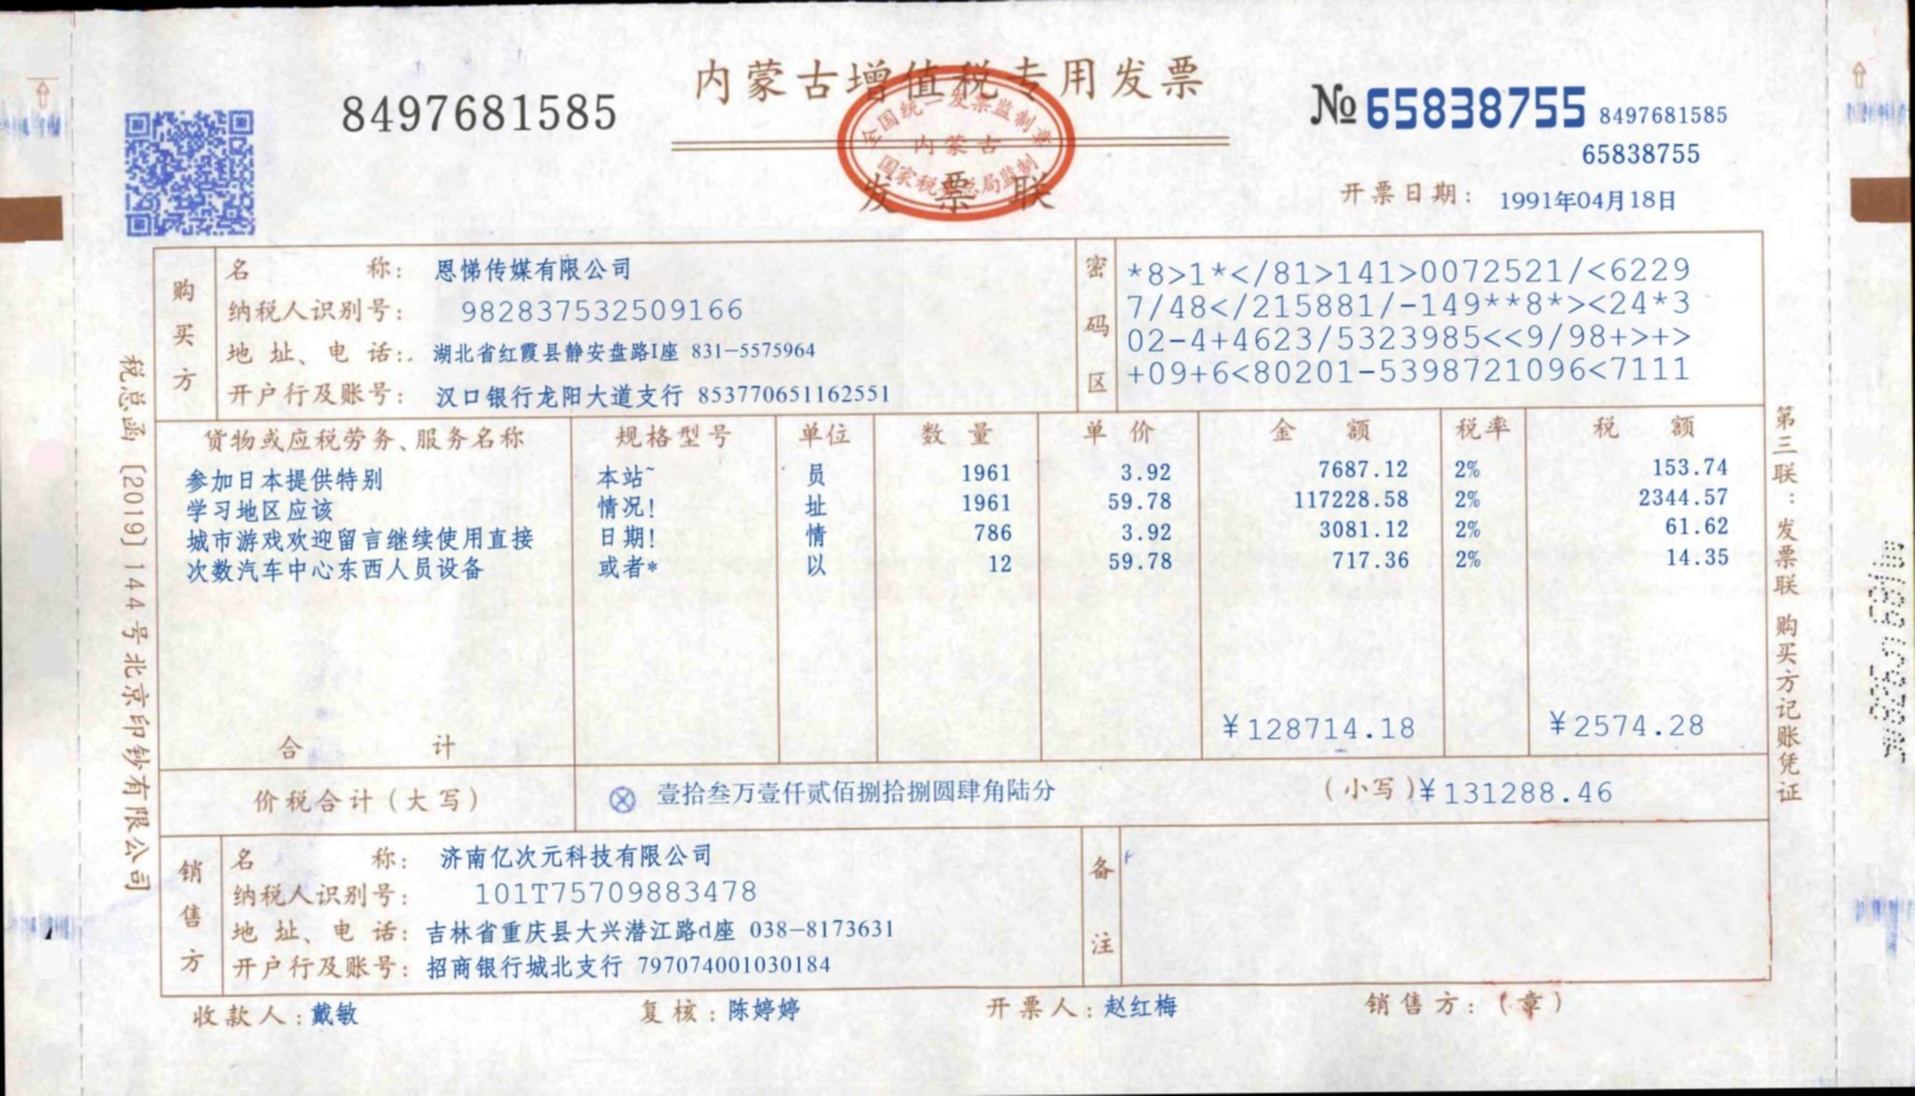 内蒙古增值税专用发票
8497681585
№ 65838755 8497681585
65838755
全国统一发票监制章
内蒙古
国家税务总局监制
发票联
开票日期: 1991年04月18日
购买方
名称: 恩悌传媒有限公司
纳税人识别号: 982837532509166
地址、电话: 湖北省红霞县静安盘路I座 831-5575964
开户行及账号: 汉口银行龙阳大道支行 853770651162551
密码区
*8>1*</81>141>0072521/<6229
7/48</215881/-149**8*><24*3
02-4+4623/5323985<<9/98+>+>
+09+6<80201-5398721096<7111
货物或应税劳务、服务名称 规格型号 单位 数量 单价 金额 税率 税额
参加日本提供特别 本站~ 员 1961 3.92 7687.12 2% 153.74
学习地区应该 情况! 址 1961 59.78 117228.58 2% 2344.57
城市游戏欢迎留言继续使用直接 日期! 情 786 3.92 3081.12 2% 61.62
次数汽车中心东西人员设备 或者* 以 12 59.78 717.36 2% 14.35
合计 ¥128714.18 ¥2574.28
价税合计(大写) ⊗ 壹拾叁万壹仟贰佰捌拾捌圆肆角陆分 (小写)¥131288.46
销售方
名称: 济南亿次元科技有限公司
纳税人识别号: 101T75709883478
地址、电话: 吉林省重庆县大兴潜江路d座 038-8173631
开户行及账号: 招商银行城北支行 797074001030184
备注
收款人:戴敏 复核:陈婷婷 开票人:赵红梅 销售方:(章)
税总函[2019]144号北京印钞有限公司
第三联:发票联 购买方记账凭证